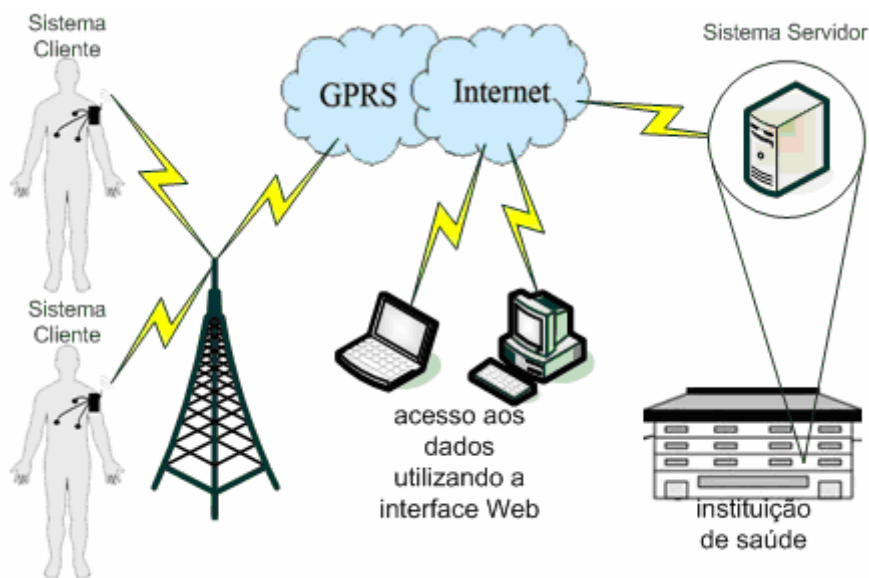 Sistema
Cliente
GPRS
Internet
Sistema Servidor
Sistema
Cliente
acesso aos
dados
utilizando a
interface Web
instituição
de saúde